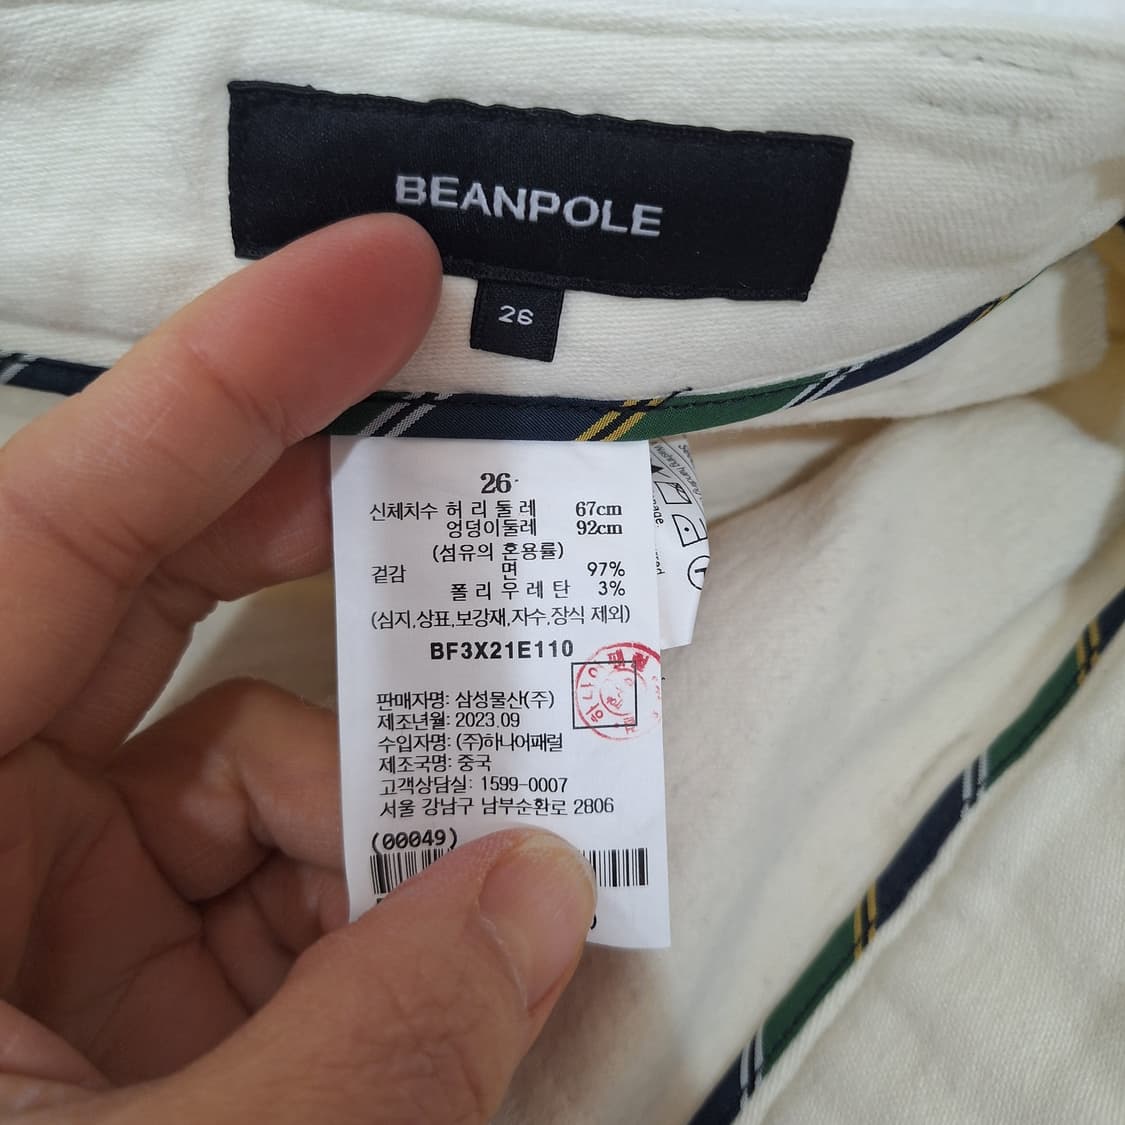 BEANPOLE
26
26
신체치수 허리둘레 67cm
엉덩이둘레 92cm
(섬유의 혼용률)
겉감 면 97%
폴리우레탄 3%
(심지,상표,보강재,자수,장식 제외)
BF3X21E110
판매자명: 삼성물산(주)
제조년월: 2023.09
수입자명: (주)하나어패럴
제조국명: 중국
고객상담실: 1599-0007
서울 강남구 남부순환로 2806
(00049)